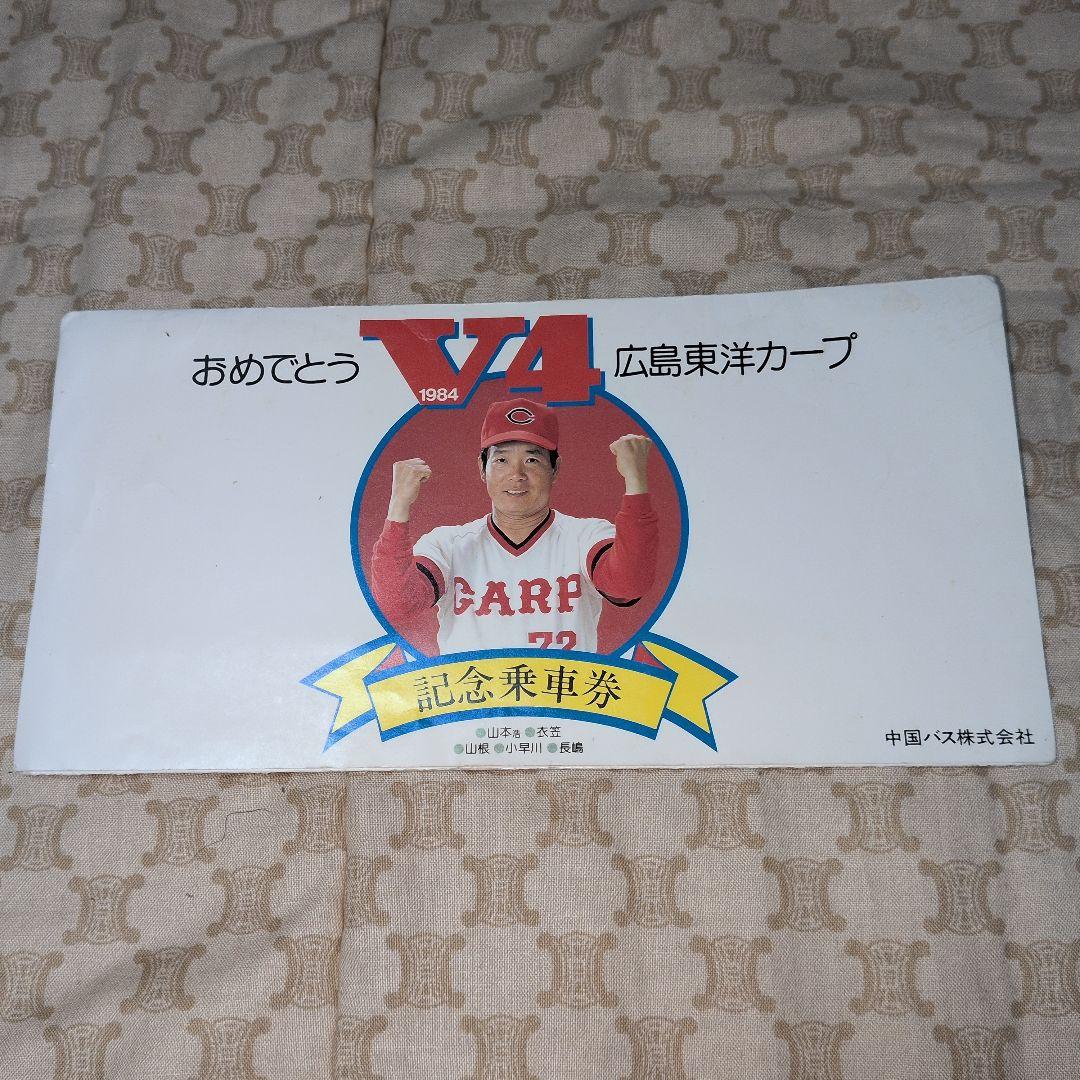 おめでとう V4 広島東洋カープ
1984
C
CARP
72
記念乗車券
山本浩 衣笠
山根 小早川 長嶋
中国バス株式会社